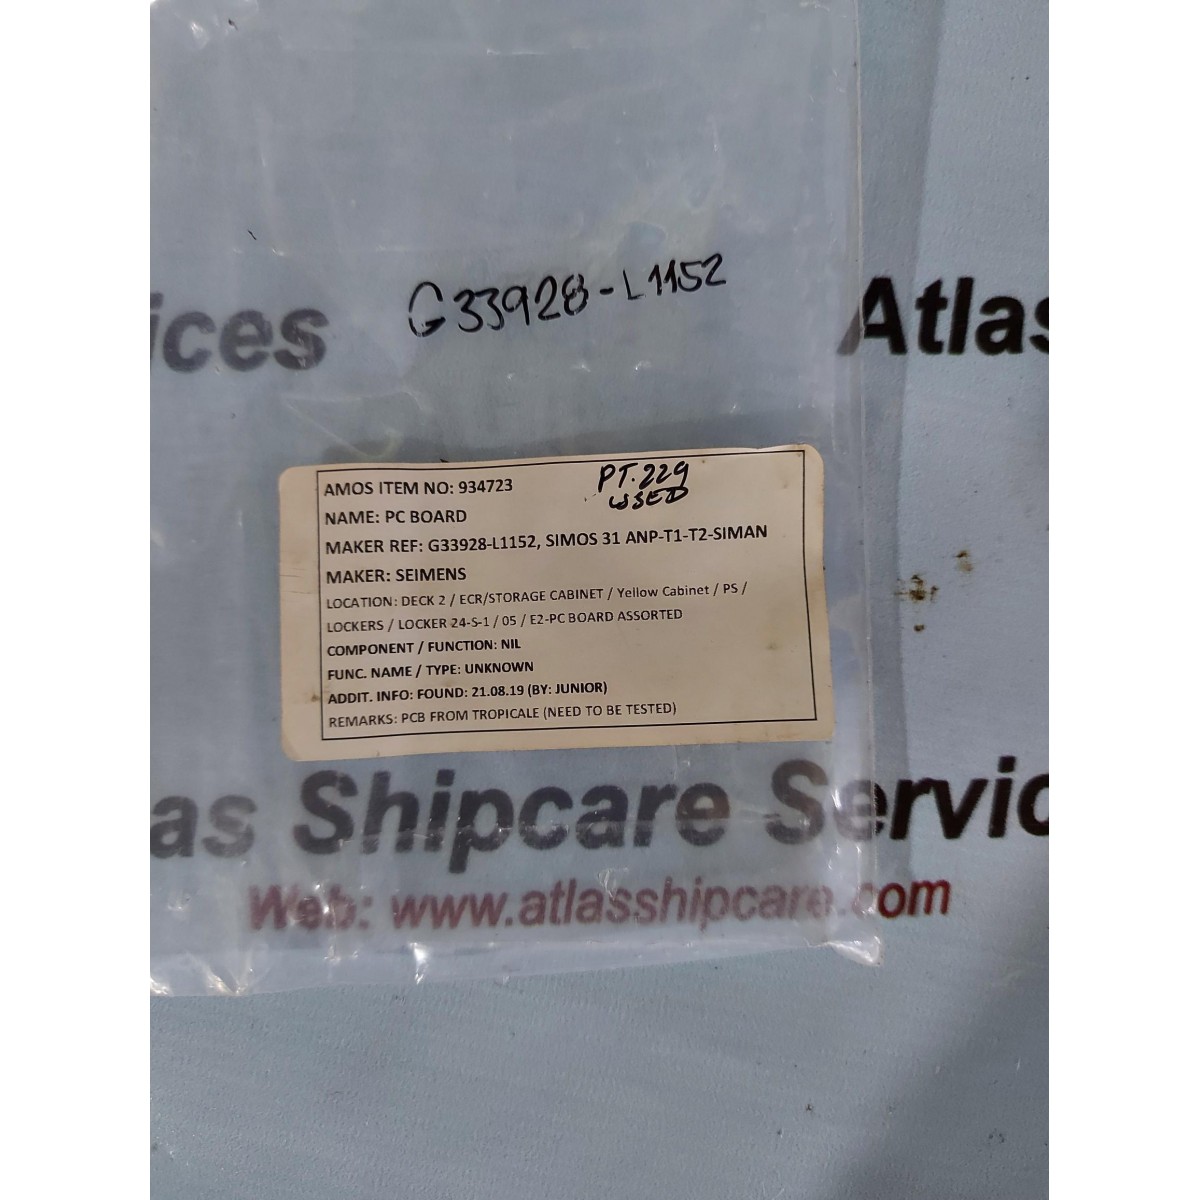 G33928-L1152
ices
Atlas
AMOS ITEM NO: 934723
PT.229
USED
NAME: PC BOARD
MAKER REF: G33928-L1152, SIMOS 31 ANP-T1-T2-SIMAN
MAKER: SEIMENS
LOCATION: DECK 2 / ECR/STORAGE CABINET / Yellow Cabinet / PS /
LOCKERS / LOCKER 24-S-1 / 05 / E2-PC BOARD ASSORTED
COMPONENT / FUNCTION: NIL
FUNC. NAME / TYPE: UNKNOWN
ADDIT. INFO: FOUND: 21.08.19 (BY: JUNIOR)
REMARKS: PCB FROM TROPICALE (NEED TO BE TESTED)
las Shipcare Servic
Web: www.atlasshipcare.com